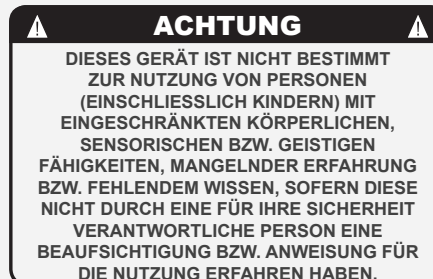 ACHTUNG
DIESES GERÄT IST NICHT BESTIMMT
ZUR NUTZUNG VON PERSONEN
(EINSCHLIESSLICH KINDERN) MIT
EINGESCHRÄNKTEN KÖRPERLICHEN,
SENSORISCHEN BZW. GEISTIGEN
FÄHIGKEITEN, MANGELNDER ERFAHRUNG
BZW. FEHLENDEM WISSEN, SOFERN DIESE
NICHT DURCH EINE FÜR IHRE SICHERHEIT
VERANTWORTLICHE PERSON EINE
BEAUFSICHTIGUNG BZW. ANWEISUNG FÜR
DIE NUTZUNG ERFAHREN HABEN.